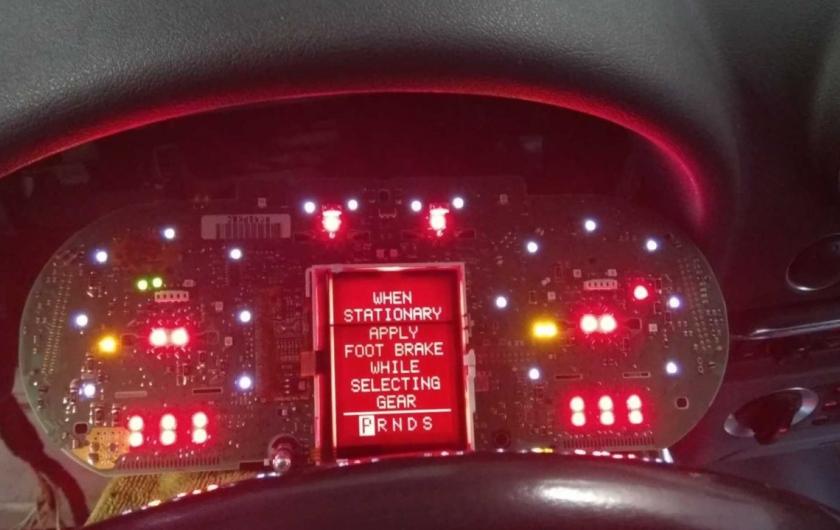 WHEN
STATIONARY
APPLY
FOOT BRAKE
WHILE
SELECTING
GEAR
PRNDS